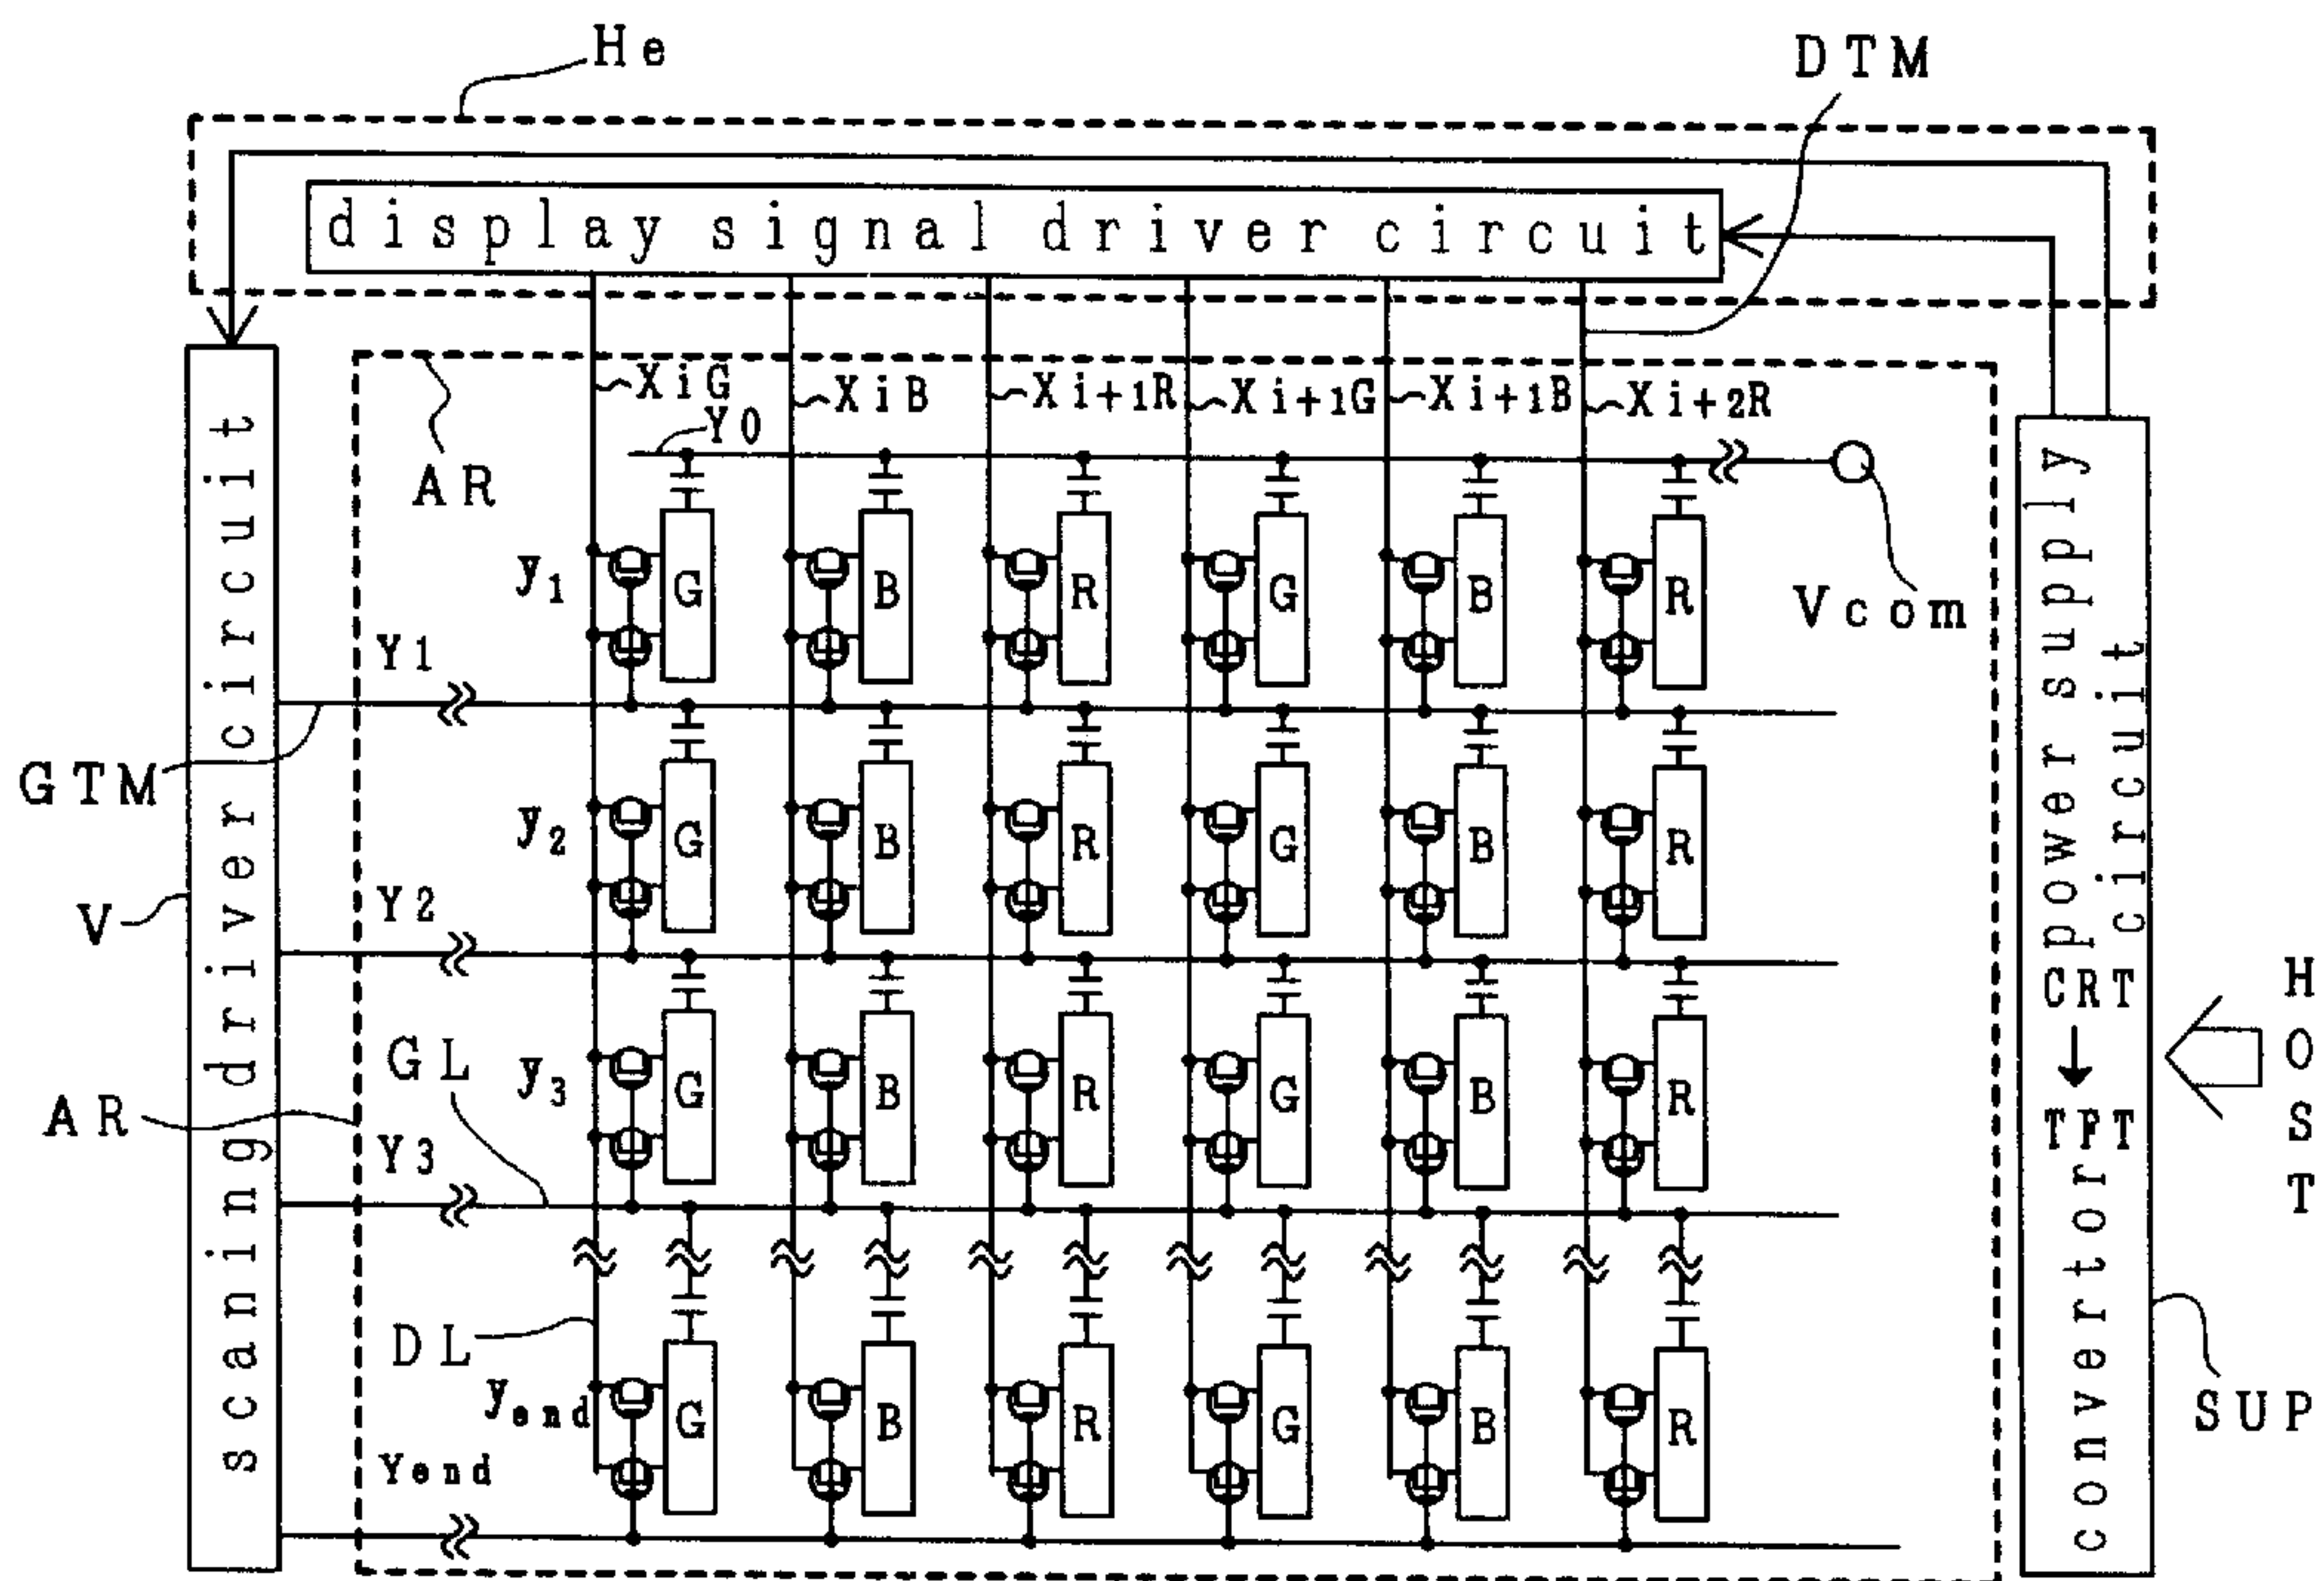 He
DTM
display signal driver circuit
XiG
XiB
Xi+1R
Xi+1G
Xi+1B
Xi+2R
Y0
AR
Vcom
y1
G B R G B R
Y1
GTM
y2
G B R G B R
Y2
V
y3
G B R G B R
GL
AR
Y3
DL
yend
G B R G B R
Yend
scaning driver circuit
power supply
circuit
CRT
TFT
convertor
HOST
SUP